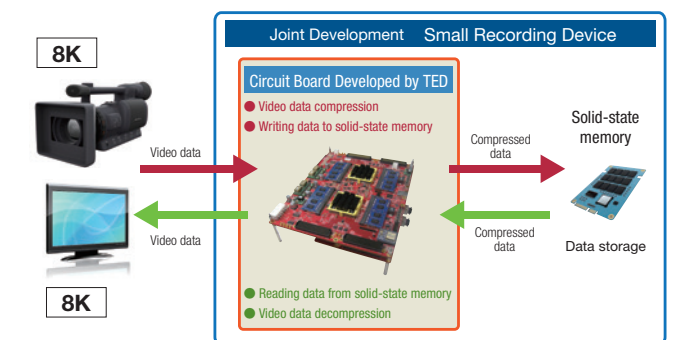 Joint Development Small Recording Device
8K
Circuit Board Developed by TED
● Video data compression
● Writing data to solid-state memory
Solid-state
memory
Video data
Compressed
data
Video data
Compressed
data
Data storage
● Reading data from solid-state memory
● Video data decompression
8K